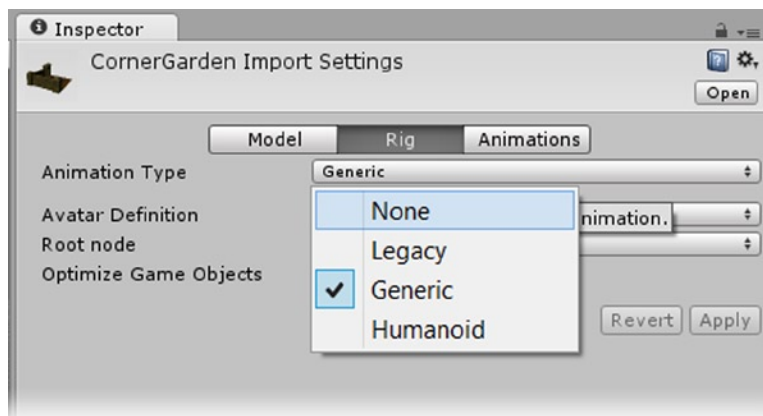 Inspector
CornerGarden Import Settings
Open
Model Rig Animations
Animation Type Generic
None
Avatar Definition nimation.
Root node
Legacy
Optimize Game Objects
Generic
Humanoid
Revert Apply